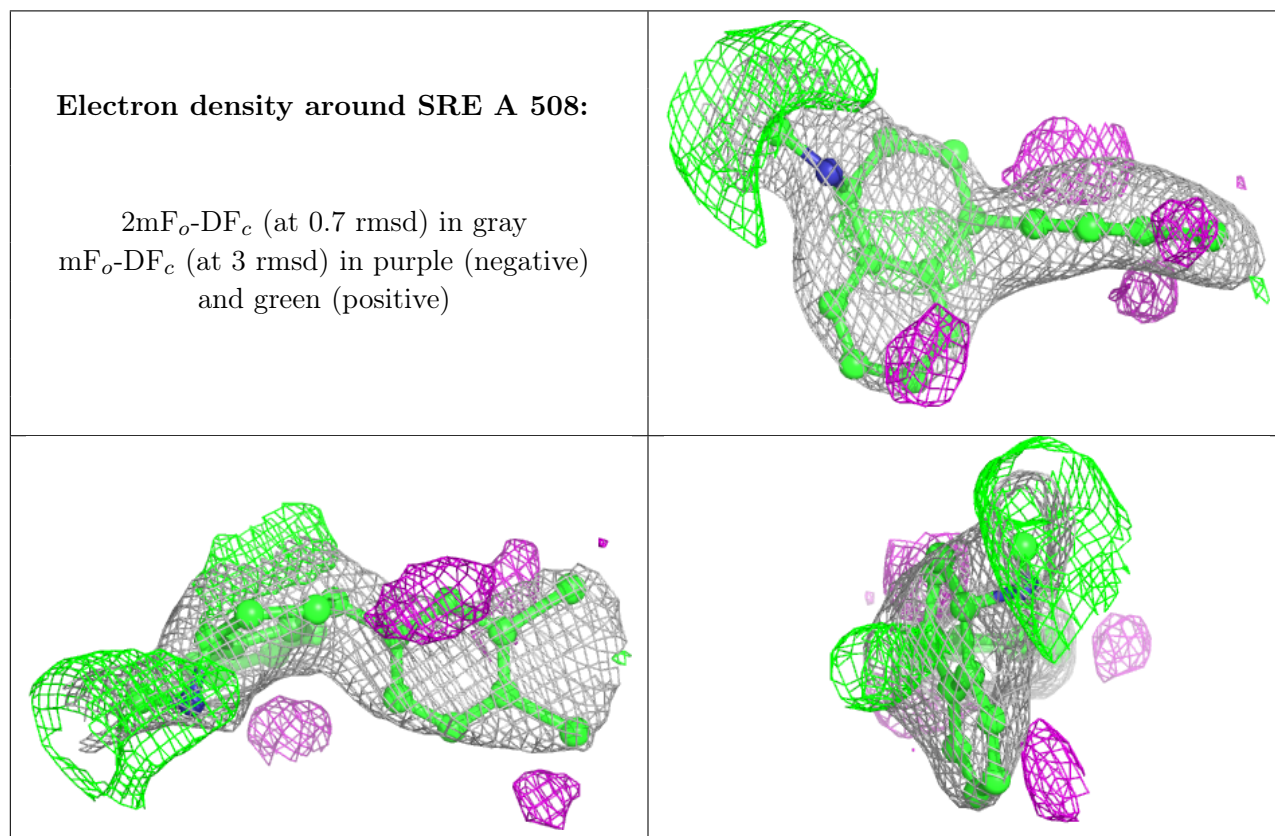 Electron density around SRE A 508:
2mFo-DFc (at 0.7 rmsd) in gray
mFo-DFc (at 3 rmsd) in purple (negative)
and green (positive)